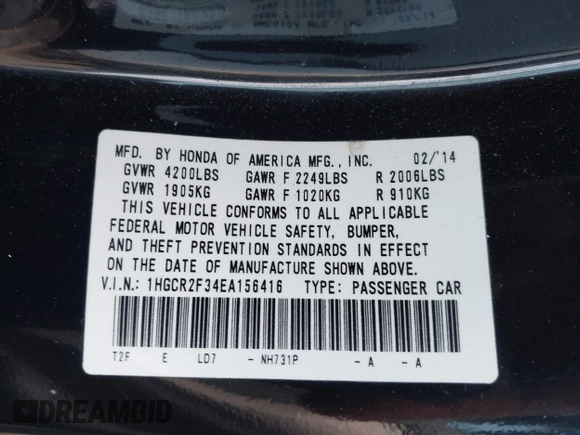 MFD. BY HONDA OF AMERICA MFG., INC. 02/'14
GVWR 4200LBS GAWR F 2249LBS R 2006LBS
GVWR 1905KG GAWR F 1020KG R 910KG
THIS VEHICLE CONFORMS TO ALL APPLICABLE
FEDERAL MOTOR VEHICLE SAFETY, BUMPER,
AND THEFT PREVENTION STANDARDS IN EFFECT
ON THE DATE OF MANUFACTURE SHOWN ABOVE.
V.I.N.: 1HGCR2F34EA156416 TYPE: PASSENGER CAR
T2F E LD7 - NH731P - A - A
DREAMBID